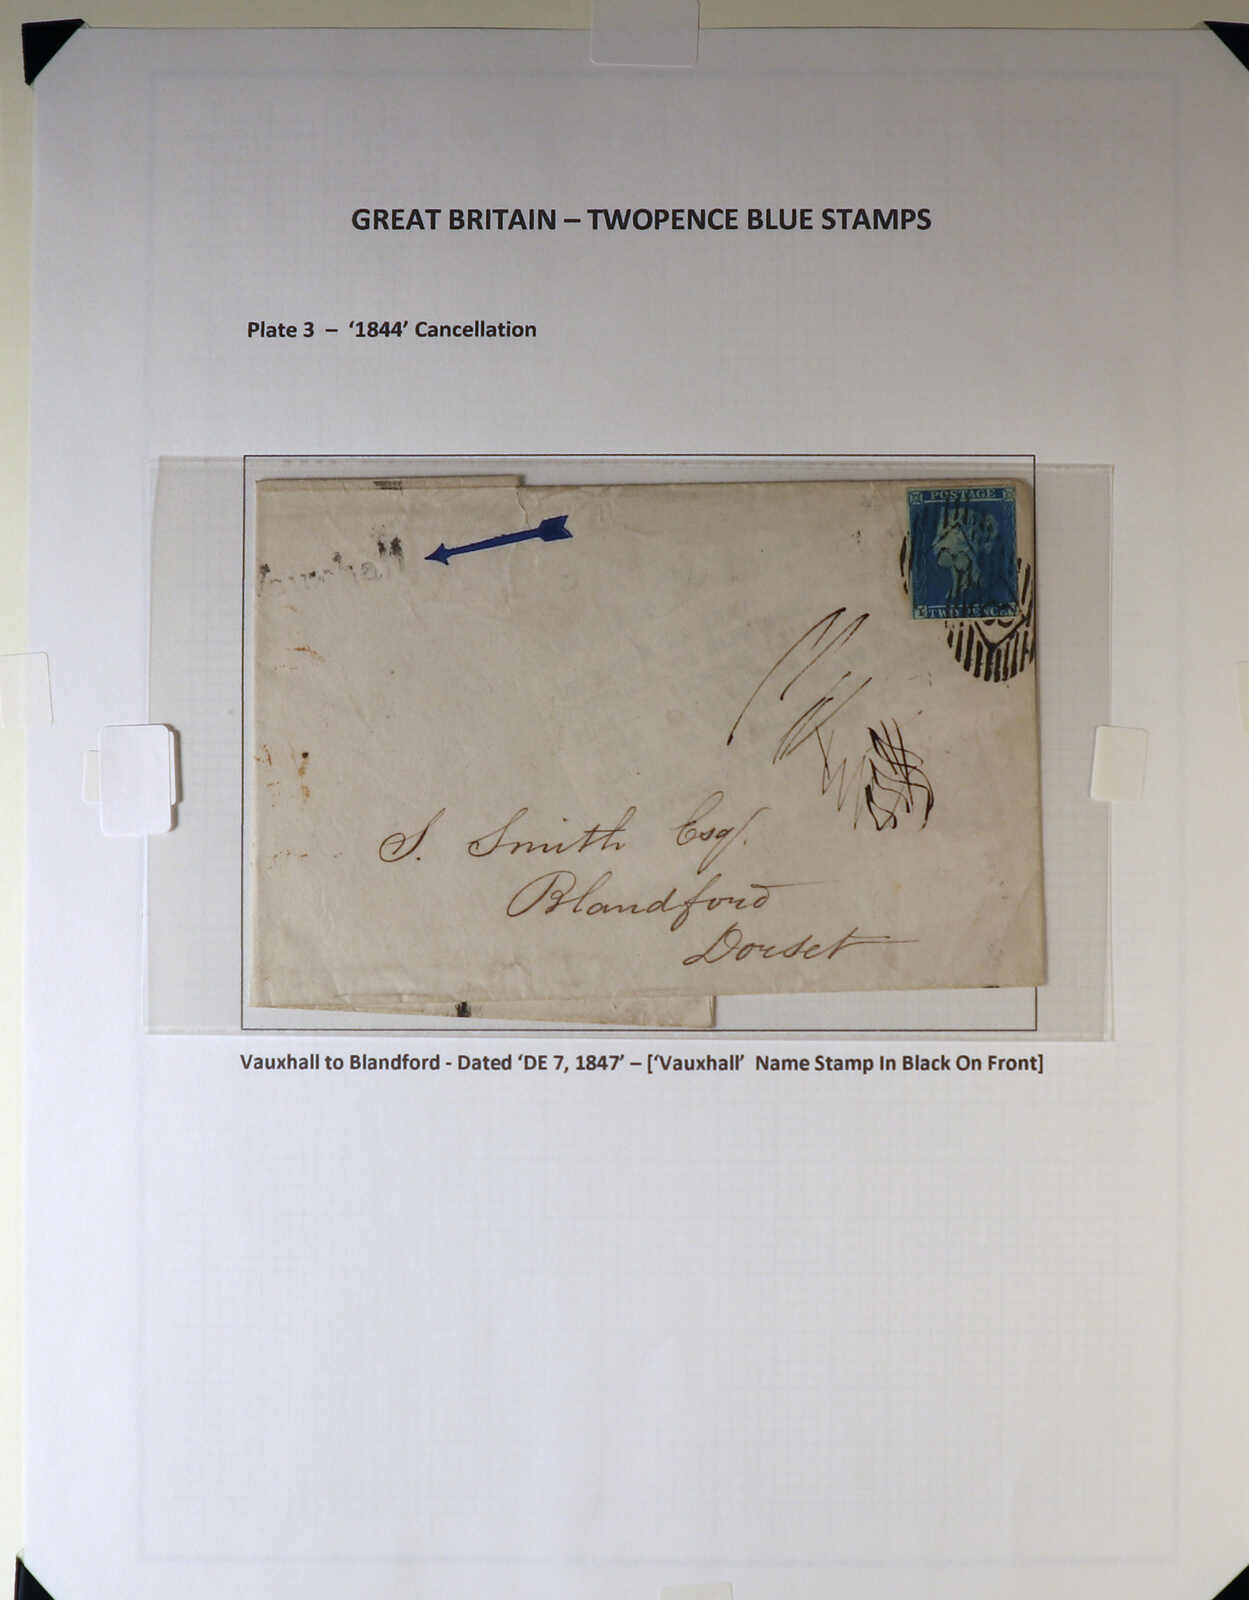 GREAT BRITAIN – TWOPENCE BLUE STAMPS
Plate 3 – ‘1844’ Cancellation
POSTAGE
TWO PENCE
S. Smith Esq.
Blandford
Dorset
Vauxhall to Blandford - Dated ‘DE 7, 1847’ – [‘Vauxhall’ Name Stamp In Black On Front]